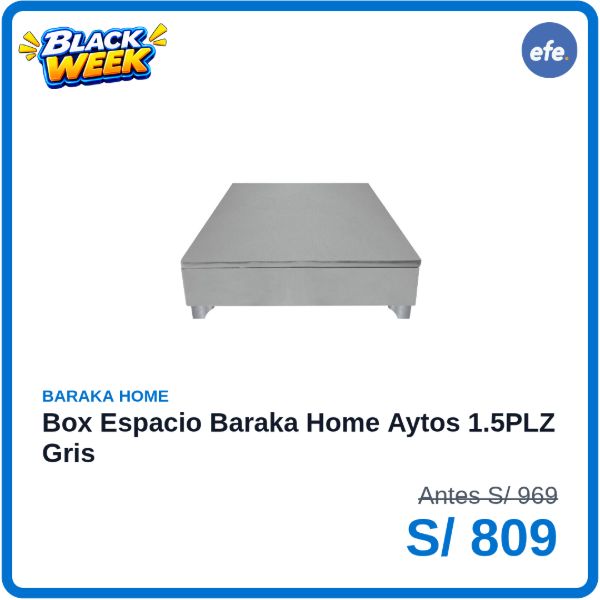 BLACK
WEEK
efe.
BARAKA HOME
Box Espacio Baraka Home Aytos 1.5PLZ
Gris
Antes S/ 969
S/ 809